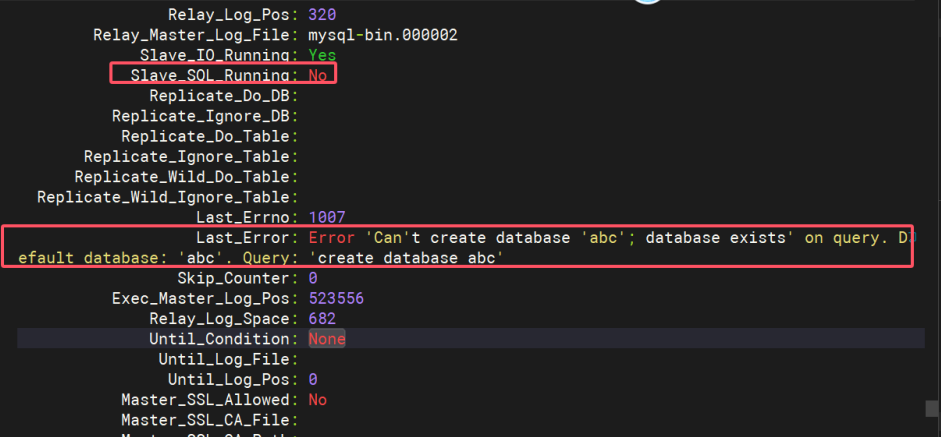 Relay_Log_Pos: 320
Relay_Master_Log_File: mysql-bin.000002
Slave_IO_Running: Yes
Slave_SQL_Running: No
Replicate_Do_DB:
Replicate_Ignore_DB:
Replicate_Do_Table:
Replicate_Ignore_Table:
Replicate_Wild_Do_Table:
Replicate_Wild_Ignore_Table:
Last_Errno: 1007
Last_Error: Error 'Can't create database 'abc'; database exists' on query. D
efault database: 'abc'. Query: 'create database abc'
Skip_Counter: 0
Exec_Master_Log_Pos: 523556
Relay_Log_Space: 682
Until_Condition: None
Until_Log_File:
Until_Log_Pos: 0
Master_SSL_Allowed: No
Master_SSL_CA_File: